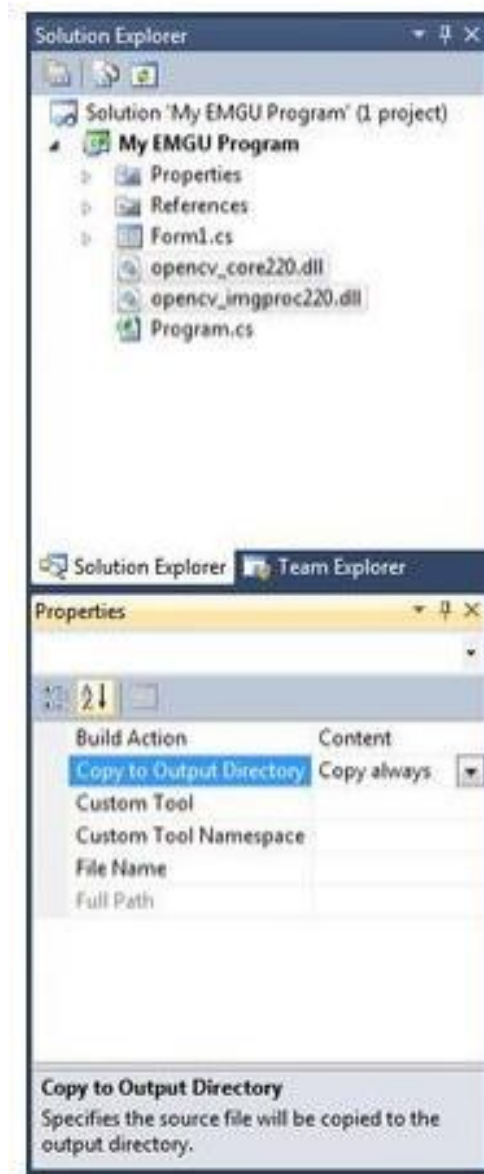 Solution Explorer
Solution 'My EMGU Program' (1 project)
My EMGU Program
Properties
References
Form1.cs
opencv_core220.dll
opencv_imgproc220.dll
Program.cs
Solution Explorer Team Explorer
Properties
Build Action Content
Copy to Output Directory Copy always
Custom Tool
Custom Tool Namespace
File Name
Full Path
Copy to Output Directory
Specifies the source file will be copied to the
output directory.